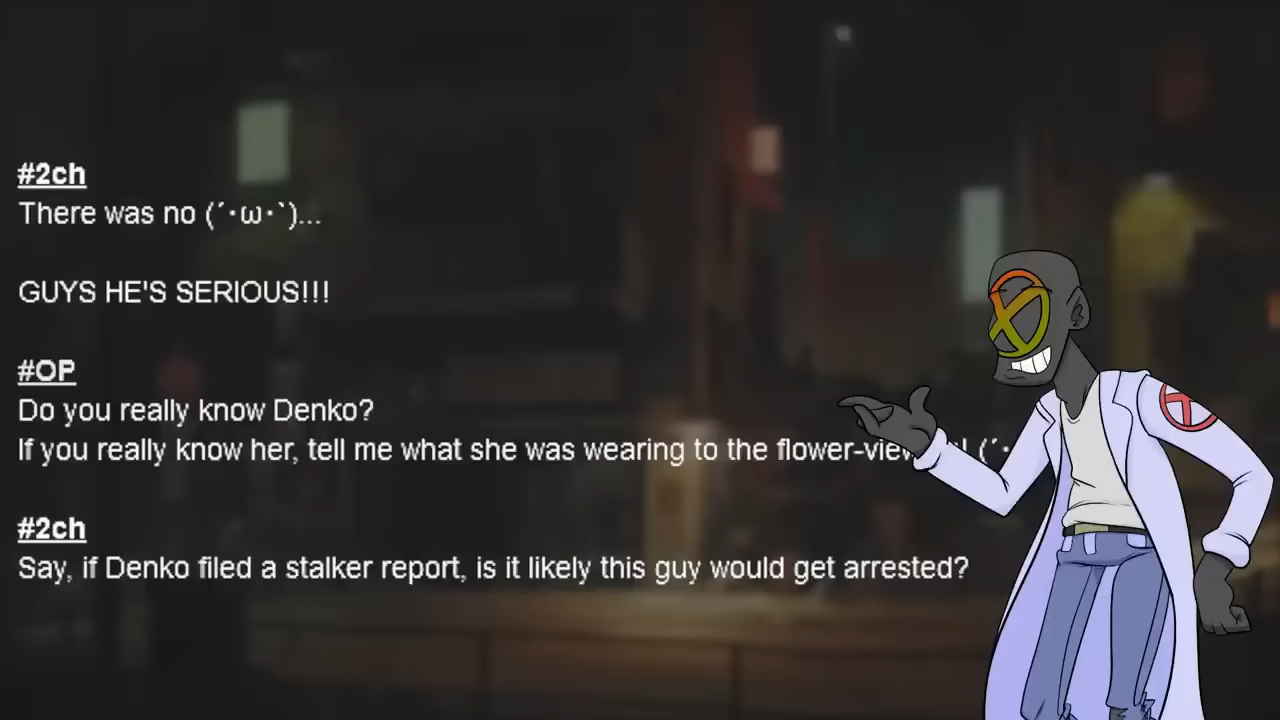 #2ch
There was no (´･ω･`)...
GUYS HE'S SERIOUS!!!
#OP
Do you really know Denko?
If you really know her, tell me what she was wearing to the flower- (´･
#2ch
Say, if Denko filed a stalker report, is it likely this guy would get arrested?